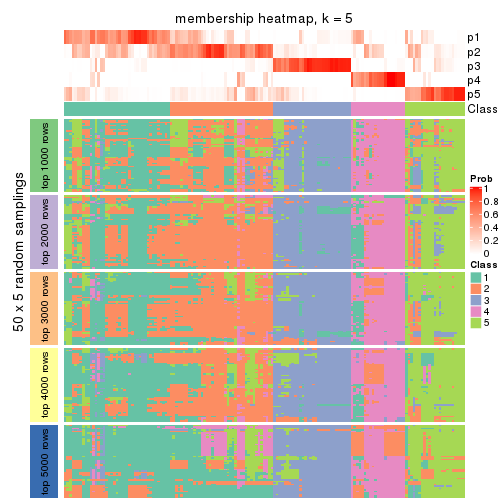 membership heatmap, k = 5
p1
p2
p3
p4
p5
Class
50 x 5 random samplings
top 1000 rows
top 2000 rows
top 3000 rows
top 4000 rows
top 5000 rows
Prob
1
0.8
0.6
0.4
0.2
0
Class
1
2
3
4
5